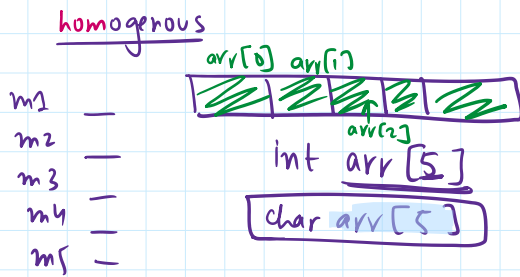 homogerous
arr[0] arr[1]
arr[2]
m1
m2
m3
m4
m5
int arr[5]
char arr[5]